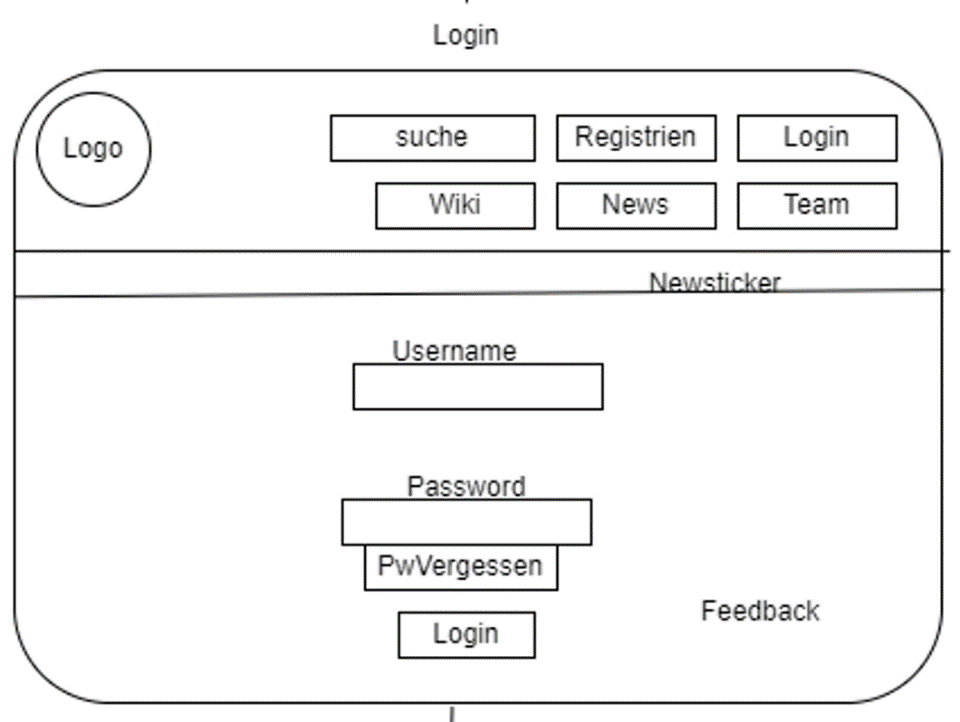 Login
Logo
suche
Registrien
Login
Wiki
News
Team
Newsticker
Username
Password
PwVergessen
Feedback
Login